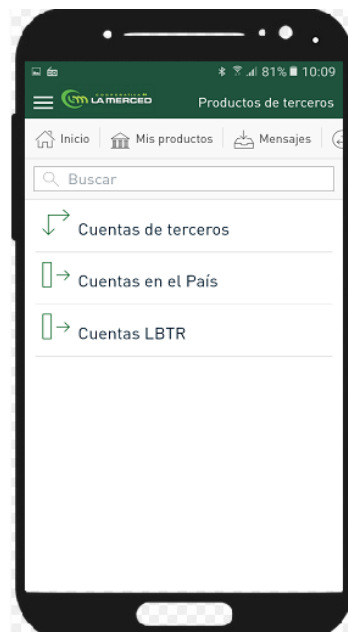 81% 10:09
COOPERATIVA
LA MERCED
Productos de terceros
Inicio
Mis productos
Mensajes
Buscar
Cuentas de terceros
Cuentas en el País
Cuentas LBTR